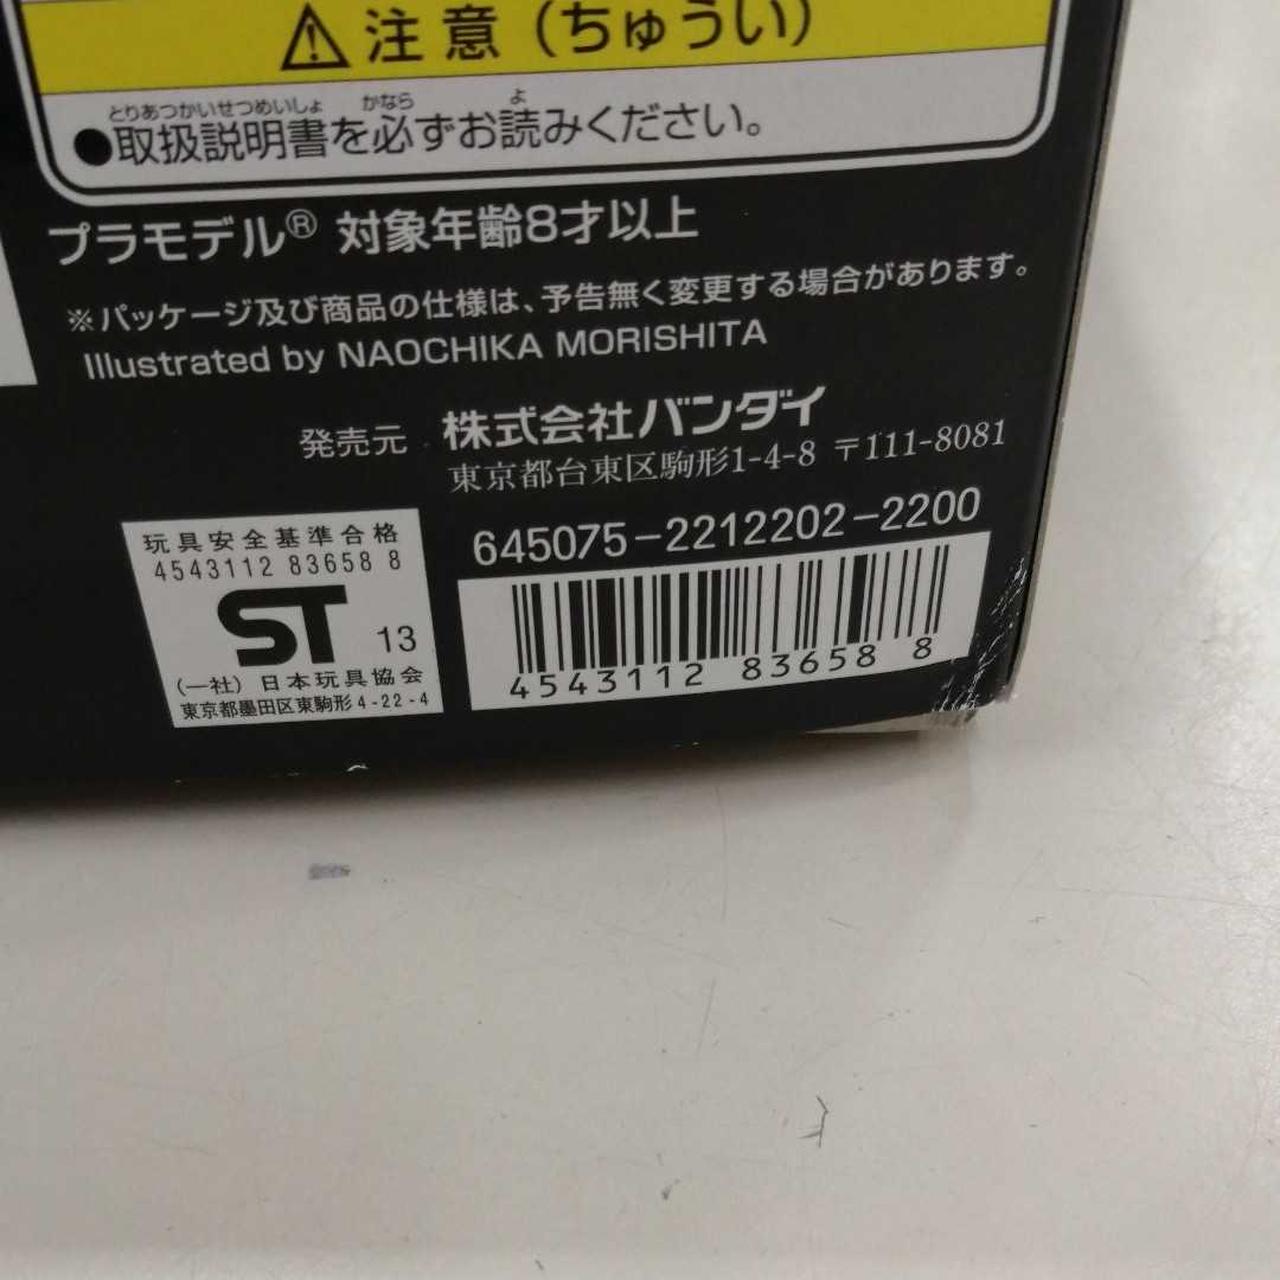 ⚠注意（ちゅうい）
とりあつかいせつめいしょ かなら よ
●取扱説明書を必ずお読みください。
プラモデル® 対象年齢8才以上
※パッケージ及び商品の仕様は、予告無く変更する場合があります。
Illustrated by NAOCHIKA MORISHITA
発売元 株式会社バンダイ
東京都台東区駒形1-4-8 〒111-8081
645075-2212202-2200
玩具安全基準合格
4543112 83658 8
ST 13
(一社) 日本玩具協会
東京都墨田区東駒形4-22-4
4543112 83658 8